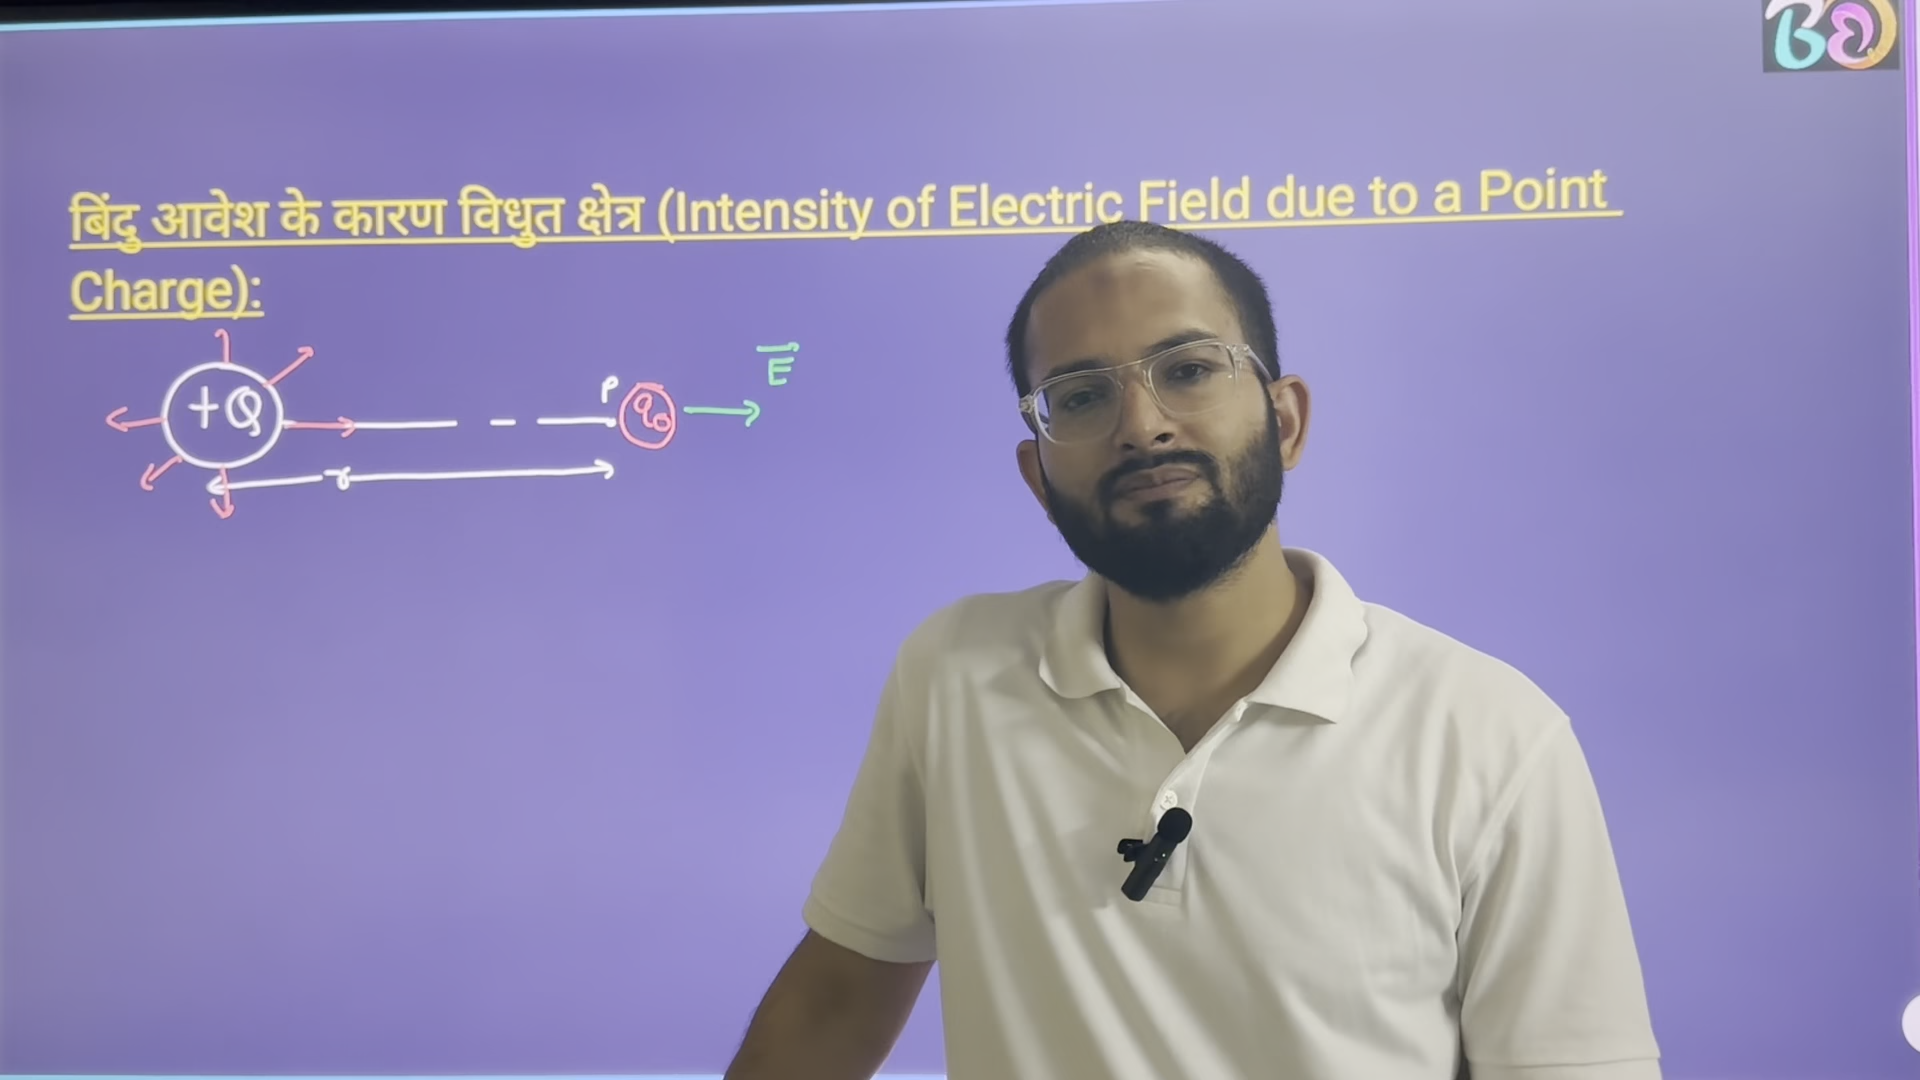 बिंदु आवेश के कारण विधुत क्षेत्र (Intensity of Electric Field due to a Point
Charge):
E
P
+Q
q₀
r